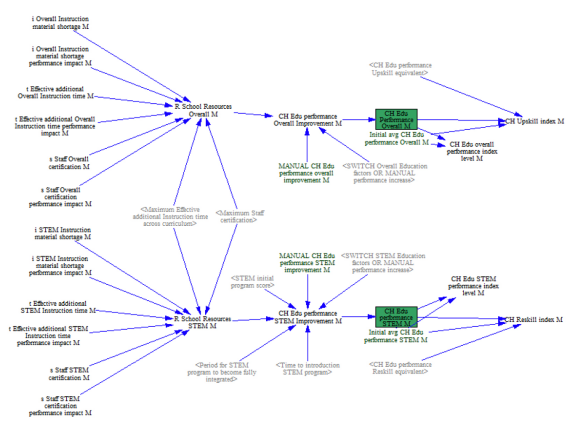 i Overall Instruction
material shortage M
i Overall Instruction
material shortage
performance impact M
t Effective additional
Overall Instruction time M
t Effective additional Overall
Instruction time performance
impact M
s Staff Overall
certification M
s Staff Overall
certification
performance impact M
R School Resources
Overall M
CH Edu performance
Overall Improvement M
CH Edu
Performance
Overall M
Initial avg CH Edu
performance Overall M
<CH Edu performance
Upskill equivalent>
CH Upskill index M
CH Edu overall
performance index
level M
MANUAL CH Edu
performance overall
improvement M
<SWITCH Overall Education
factors OR MANUAL
performance increase>
<Maximum Effective
additional Instruction time
across curriculum>
<Maximum Staff
certification>
i STEM Instruction
material shortage M
i STEM Instruction
material shortage
performance impact M
t Effective additional
STEM Instruction time M
t Effective additional STEM
Instruction time
performance impact M
s Staff STEM
certification M
s Staff STEM
certification
performance impact M
R School Resources
STEM M
MANUAL CH Edu
performance STEM
improvement M
<SWITCH STEM Education
factors OR MANUAL
performance increase>
<STEM initial
program score>
CH Edu performance
STEM Improvement M
CH Edu
performance
STEM M
Initial avg CH Edu
performance STEM M
CH Edu STEM
performance index
level M
CH Reskill index M
<Period for STEM
program to become fully
integrated>
<Time to introduction
STEM program>
<CH Edu performance
Reskill equivalent>